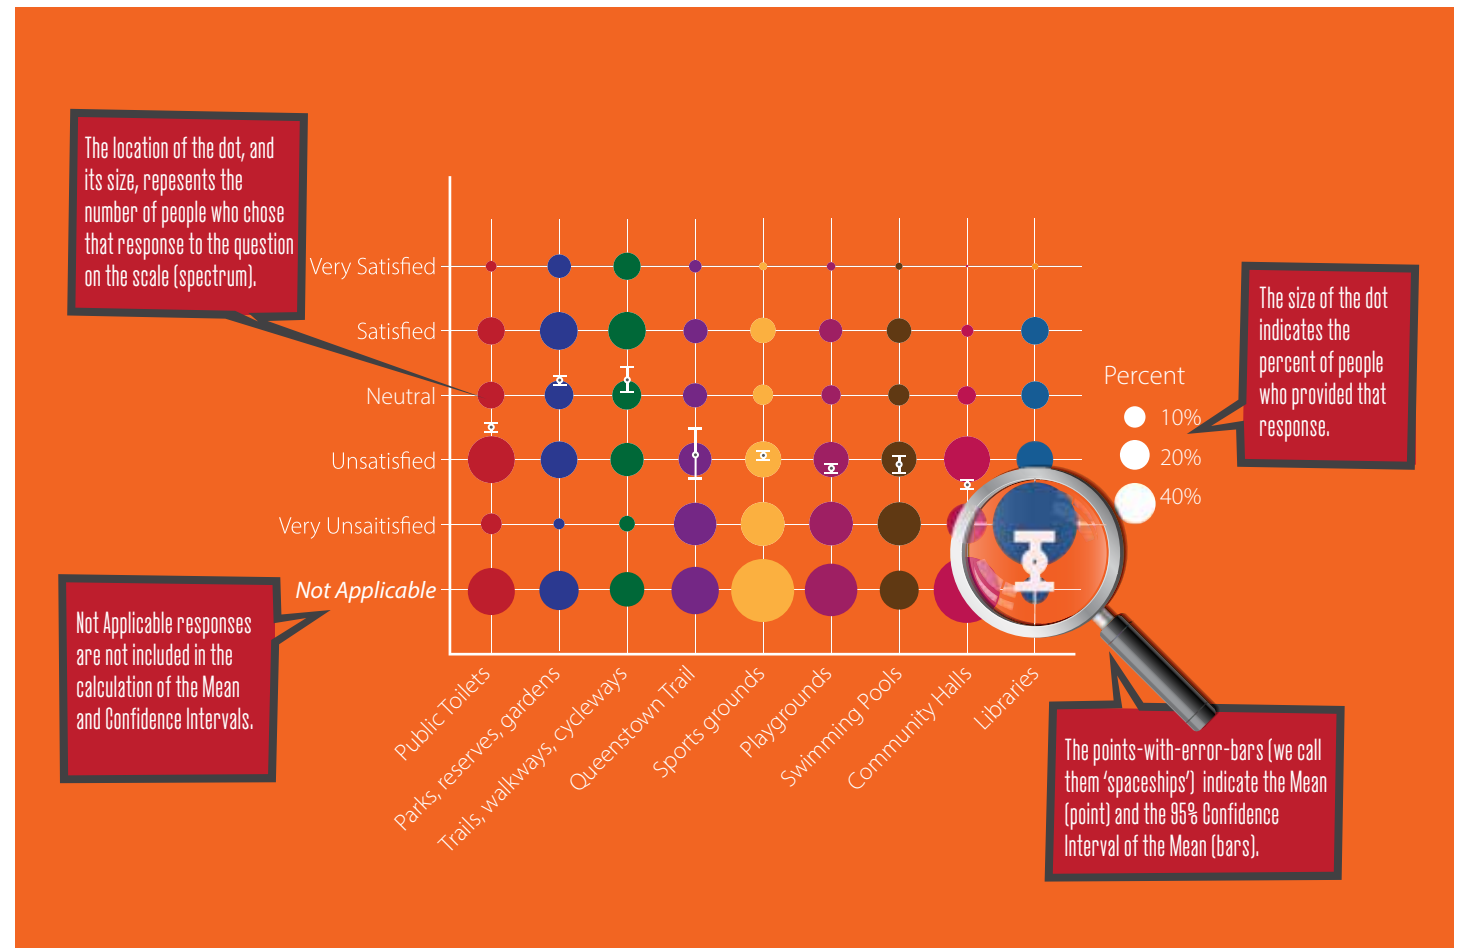 The location of the dot, and
its size, repesents the
number of people who chose
that response to the question
on the scale (spectrum).
Very Satisfied
Satisfied
Neutral
Unsatisfied
Very Unsaitisfied
Not Applicable
The size of the dot
indicates the
percent of people
who provided that
response.
Percent
10%
20%
40%
Not Applicable responses
are not included in the
calculation of the Mean
and Confidence Intervals.
Public Toilets
Parks, reserves, gardens
Trails, walkways, cycleways
Queenstown Trail
Sports grounds
Playgrounds
Swimming Pools
Community Halls
Libraries
The points-with-error-bars (we call
them 'spaceships') indicate the Mean
(point) and the 95% Confidence
Interval of the Mean (bars).